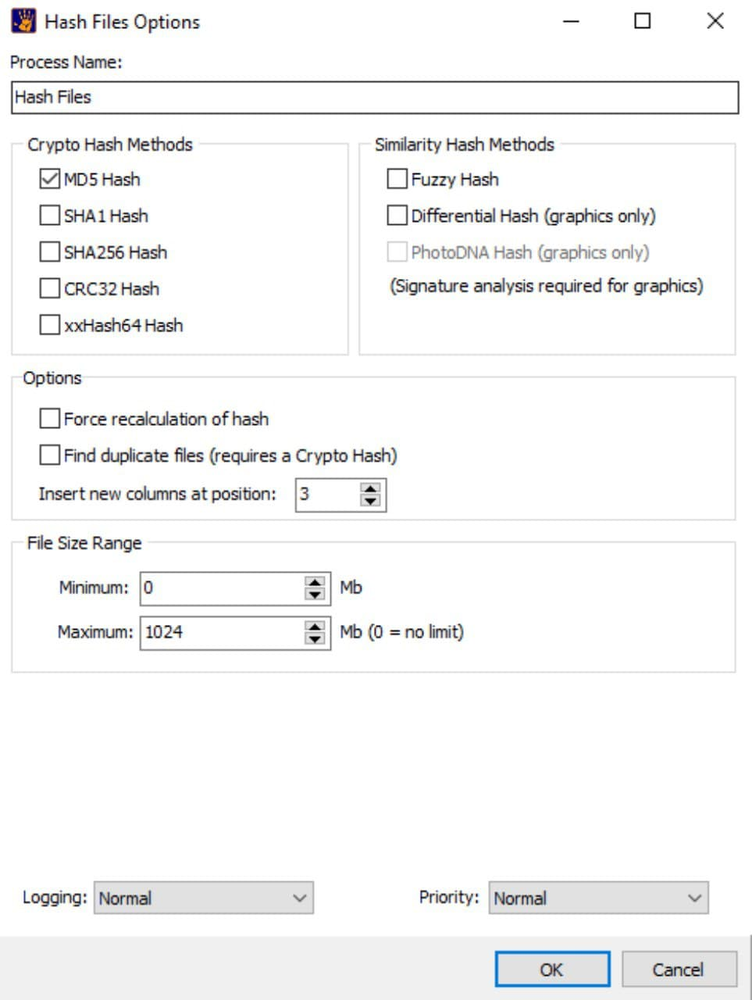 Hash Files Options
Process Name:
Hash Files
Crypto Hash Methods
MD5 Hash
SHA1 Hash
SHA256 Hash
CRC32 Hash
xxHash64 Hash
Similarity Hash Methods
Fuzzy Hash
Differential Hash (graphics only)
PhotoDNA Hash (graphics only)
(Signature analysis required for graphics)
Options
Force recalculation of hash
Find duplicate files (requires a Crypto Hash)
Insert new columns at position: 3
File Size Range
Minimum: 0 Mb
Maximum: 1024 Mb (0 = no limit)
Logging: Normal Priority: Normal
OK Cancel